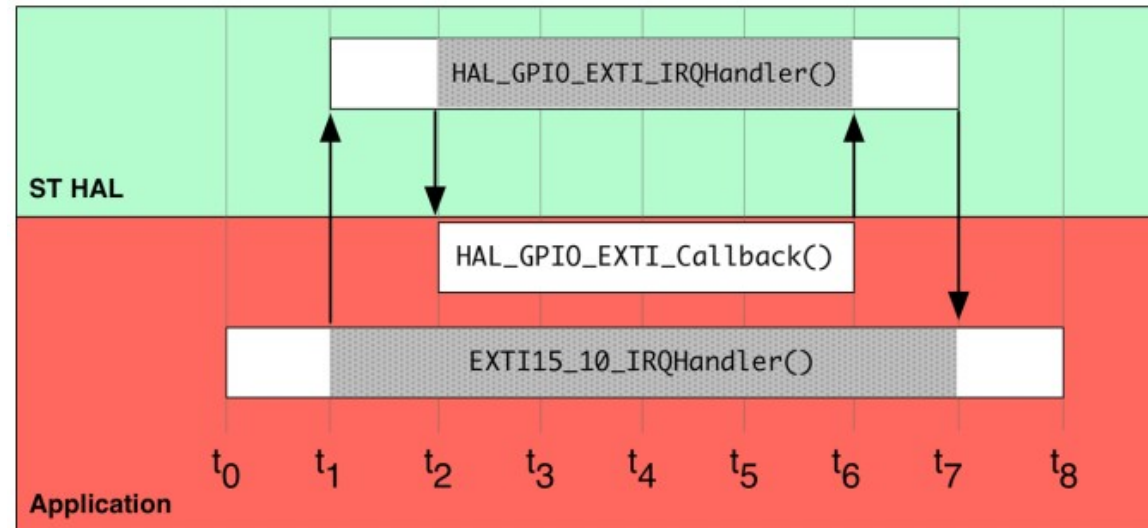 HAL_GPIO_EXTI_IRQHandler()
ST HAL
HAL_GPIO_EXTI_Callback()
EXTI15_10_IRQHandler()
t0 t1 t2 t3 t4 t5 t6 t7 t8
Application